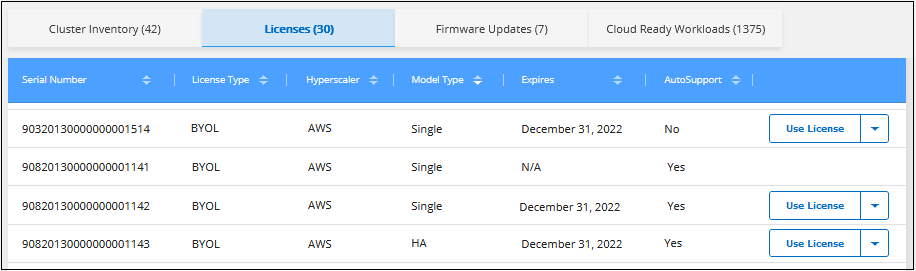 Cluster Inventory (42) Licenses (30) Firmware Updates (7) Cloud Ready Workloads (1375)
Serial Number License Type Hyperscaler Model Type Expires AutoSupport
90320130000000001514 BYOL AWS Single December 31, 2022 No Use License
90820130000000001141 BYOL AWS Single N/A Yes
90820130000000001142 BYOL AWS Single December 31, 2022 Yes Use License
90820130000000001143 BYOL AWS HA December 31, 2022 Yes Use License